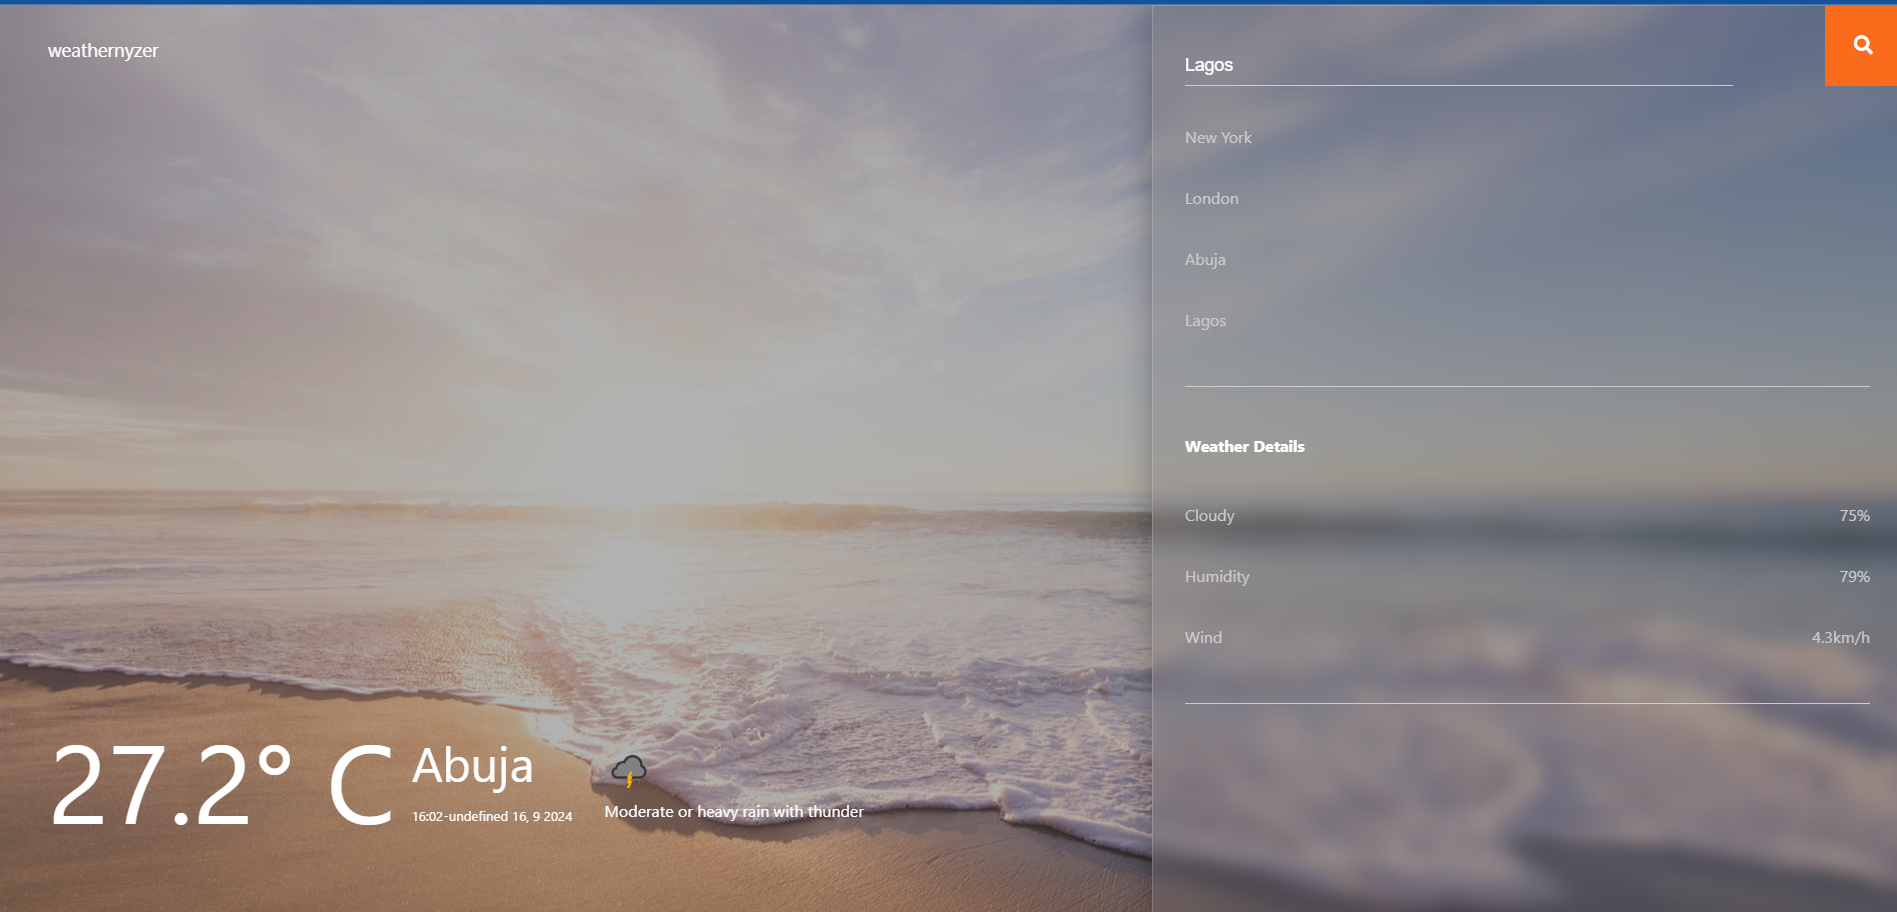 weathernyzer
27.2° C
Abuja
16:02-undefined 16, 9 2024
Moderate or heavy rain with thunder
Lagos
New York
London
Abuja
Lagos
Weather Details
Cloudy 75%
Humidity 79%
Wind 4.3km/h